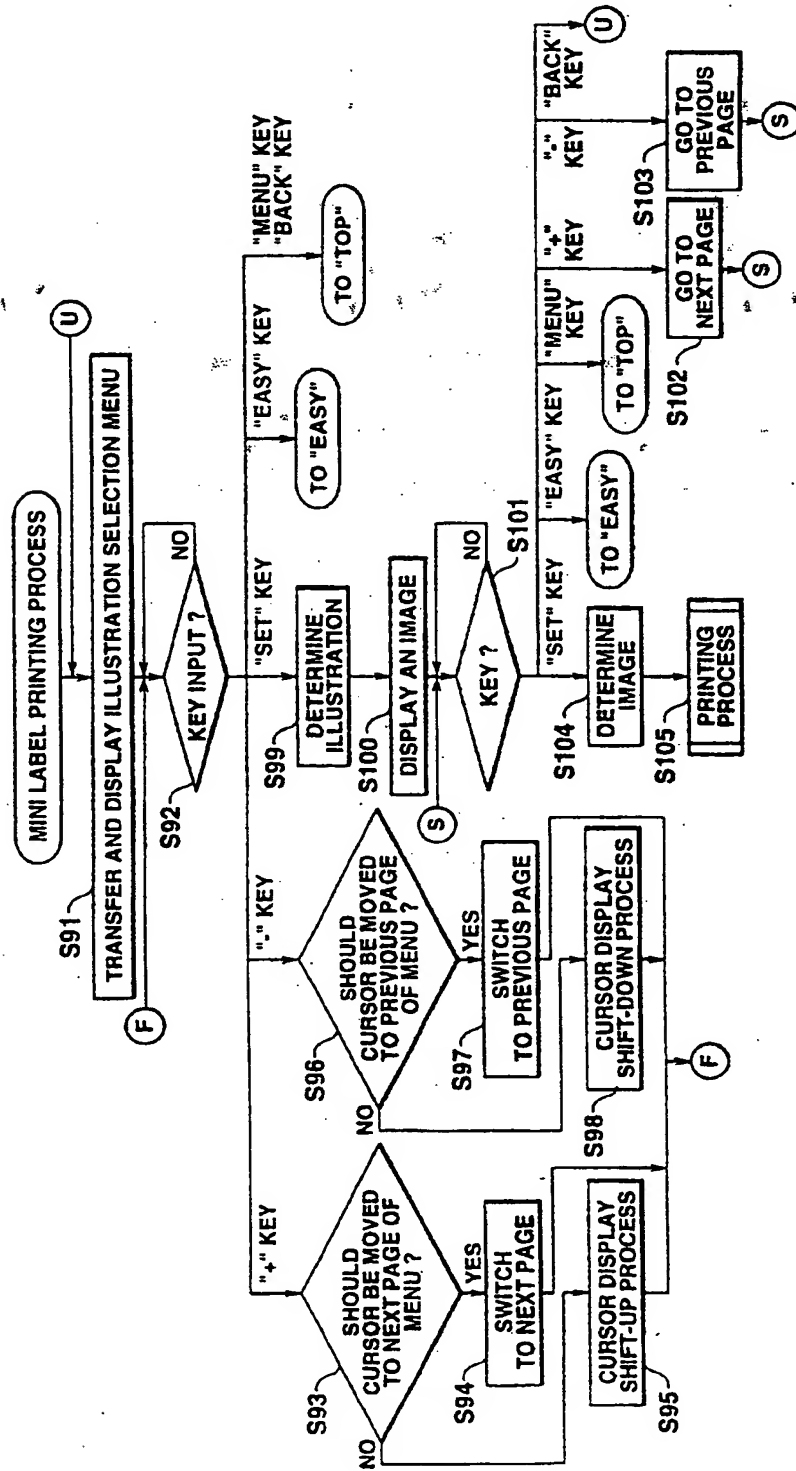 MINI LABEL PRINTING PROCESS
U
S91
TRANSFER AND DISPLAY ILLUSTRATION SELECTION MENU
F
S92
KEY INPUT ?
NO
"+" KEY
"-" KEY
"SET" KEY
"EASY" KEY
"MENU" KEY
"BACK" KEY
S93
SHOULD
CURSOR BE MOVED
TO NEXT PAGE OF
MENU ?
NO
YES
S94
SWITCH
TO NEXT PAGE
S95
CURSOR DISPLAY
SHIFT-UP PROCESS
S96
SHOULD
CURSOR BE MOVED
TO PREVIOUS PAGE
OF MENU ?
NO
YES
S97
SWITCH
TO PREVIOUS PAGE
S98
CURSOR DISPLAY
SHIFT-DOWN PROCESS
F
S99
DETERMINE
ILLUSTRATION
TO "EASY"
TO "TOP"
S100
DISPLAY AN IMAGE
S
KEY ?
NO
S101
"SET" KEY
"EASY" KEY
"MENU"
KEY
"+"
KEY
"-"
KEY
"BACK"
KEY
S104
DETERMINE
IMAGE
TO "EASY"
TO "TOP"
S102
GO TO
NEXT PAGE
S
S103
GO TO
PREVIOUS
PAGE
S
U
S105
PRINTING
PROCESS